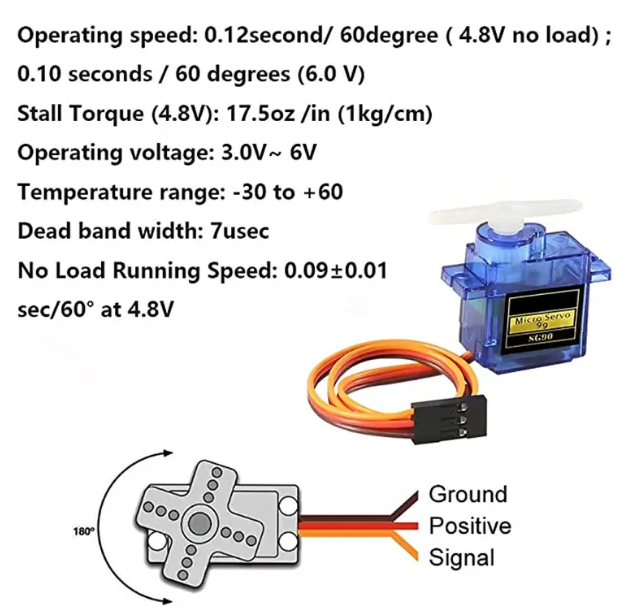 Operating speed: 0.12second/ 60degree ( 4.8V no load) ;
0.10 seconds / 60 degrees (6.0 V)
Stall Torque (4.8V): 17.5oz /in (1kg/cm)
Operating voltage: 3.0V~ 6V
Temperature range: -30 to +60
Dead band width: 7usec
No Load Running Speed: 0.09±0.01
sec/60° at 4.8V
Micro Servo
9g
SG90
180°
Ground
Positive
Signal